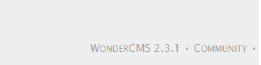 WonderCMS 2.3.1 • Community •